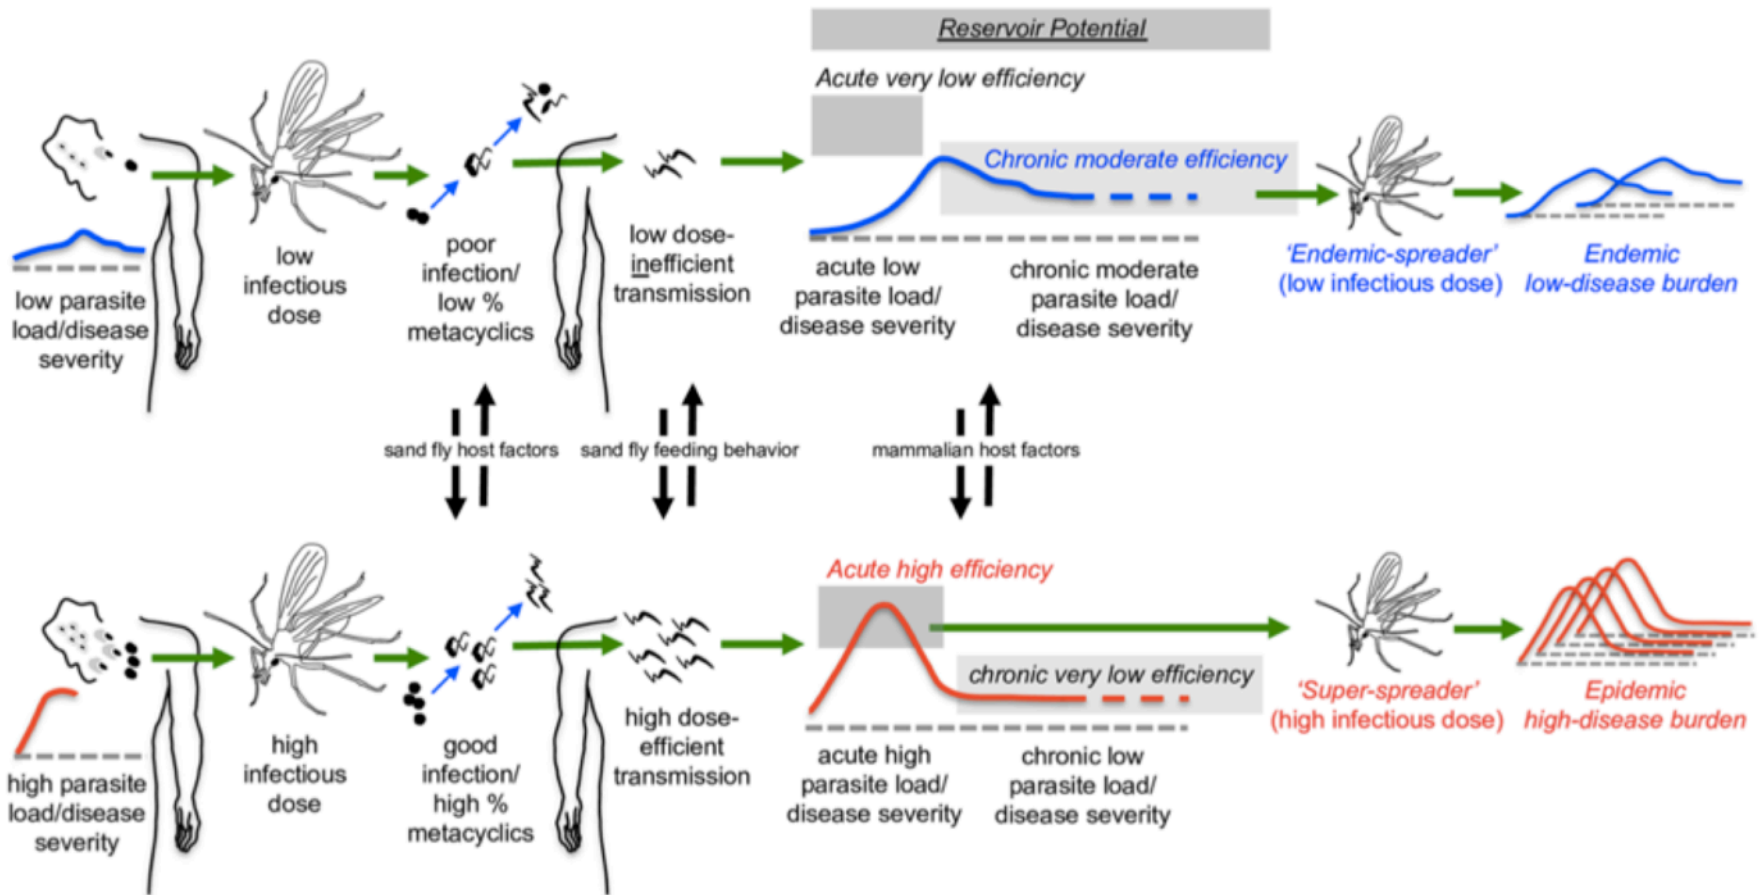 Reservoir Potential
Acute very low efficiency
Chronic moderate efficiency
low parasite
load/disease
severity
low
infectious
dose
poor
infection/
low %
metacyclics
low dose-
inefficient
transmission
acute low
parasite load/
disease severity
chronic moderate
parasite load/
disease severity
‘Endemic-spreader’
(low infectious dose)
Endemic
low-disease burden
sand fly host factors
sand fly feeding behavior
mammalian host factors
Acute high efficiency
chronic very low efficiency
high parasite
load/disease
severity
high
infectious
dose
good
infection/
high %
metacyclics
high dose-
efficient
transmission
acute high
parasite load/
disease severity
chronic low
parasite load/
disease severity
‘Super-spreader’
(high infectious dose)
Epidemic
high-disease burden